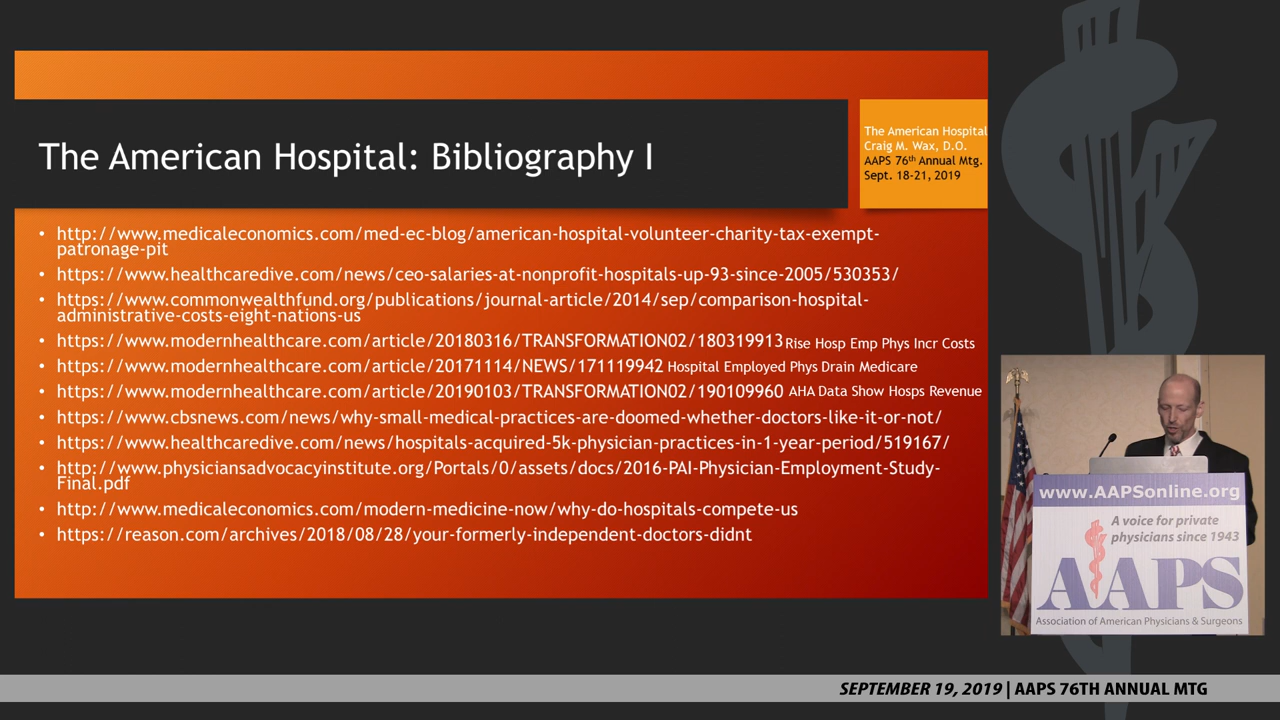 The American Hospital: Bibliography I
The American Hospital
Craig M. Wax, D.O.
AAPS 76th Annual Mtg.
Sept. 18-21, 2019
• http://www.medicaleconomics.com/med-ec-blog/american-hospital-volunteer-charity-tax-exempt-
patronage-pit
• https://www.healthcaredive.com/news/ceo-salaries-at-nonprofit-hospitals-up-93-since-2005/530353/
• https://www.commonwealthfund.org/publications/journal-article/2014/sep/comparison-hospital-
administrative-costs-eight-nations-us
• https://www.modernhealthcare.com/article/20180316/TRANSFORMATION02/180319913 Rise Hosp Emp Phys Incr Costs
• https://www.modernhealthcare.com/article/20171114/NEWS/171119942 Hospital Employed Phys Drain Medicare
• https://www.modernhealthcare.com/article/20190103/TRANSFORMATION02/190109960 AHA Data Show Hosps Revenue
• https://www.cbsnews.com/news/why-small-medical-practices-are-doomed-whether-doctors-like-it-or-not/
• https://www.healthcaredive.com/news/hospitals-acquired-5k-physician-practices-in-1-year-period/519167/
• http://www.physiciansadvocacyinstitute.org/Portals/0/assets/docs/2016-PAI-Physician-Employment-Study-
Final.pdf
• http://www.medicaleconomics.com/modern-medicine-now/why-do-hospitals-compete-us
• https://reason.com/archives/2018/08/28/your-formerly-independent-doctors-didnt
www.AAPSonline.org
A voice for private
physicians since 1943
AAPS
Association of American Physicians & Surgeons
SEPTEMBER 19, 2019 | AAPS 76TH ANNUAL MTG